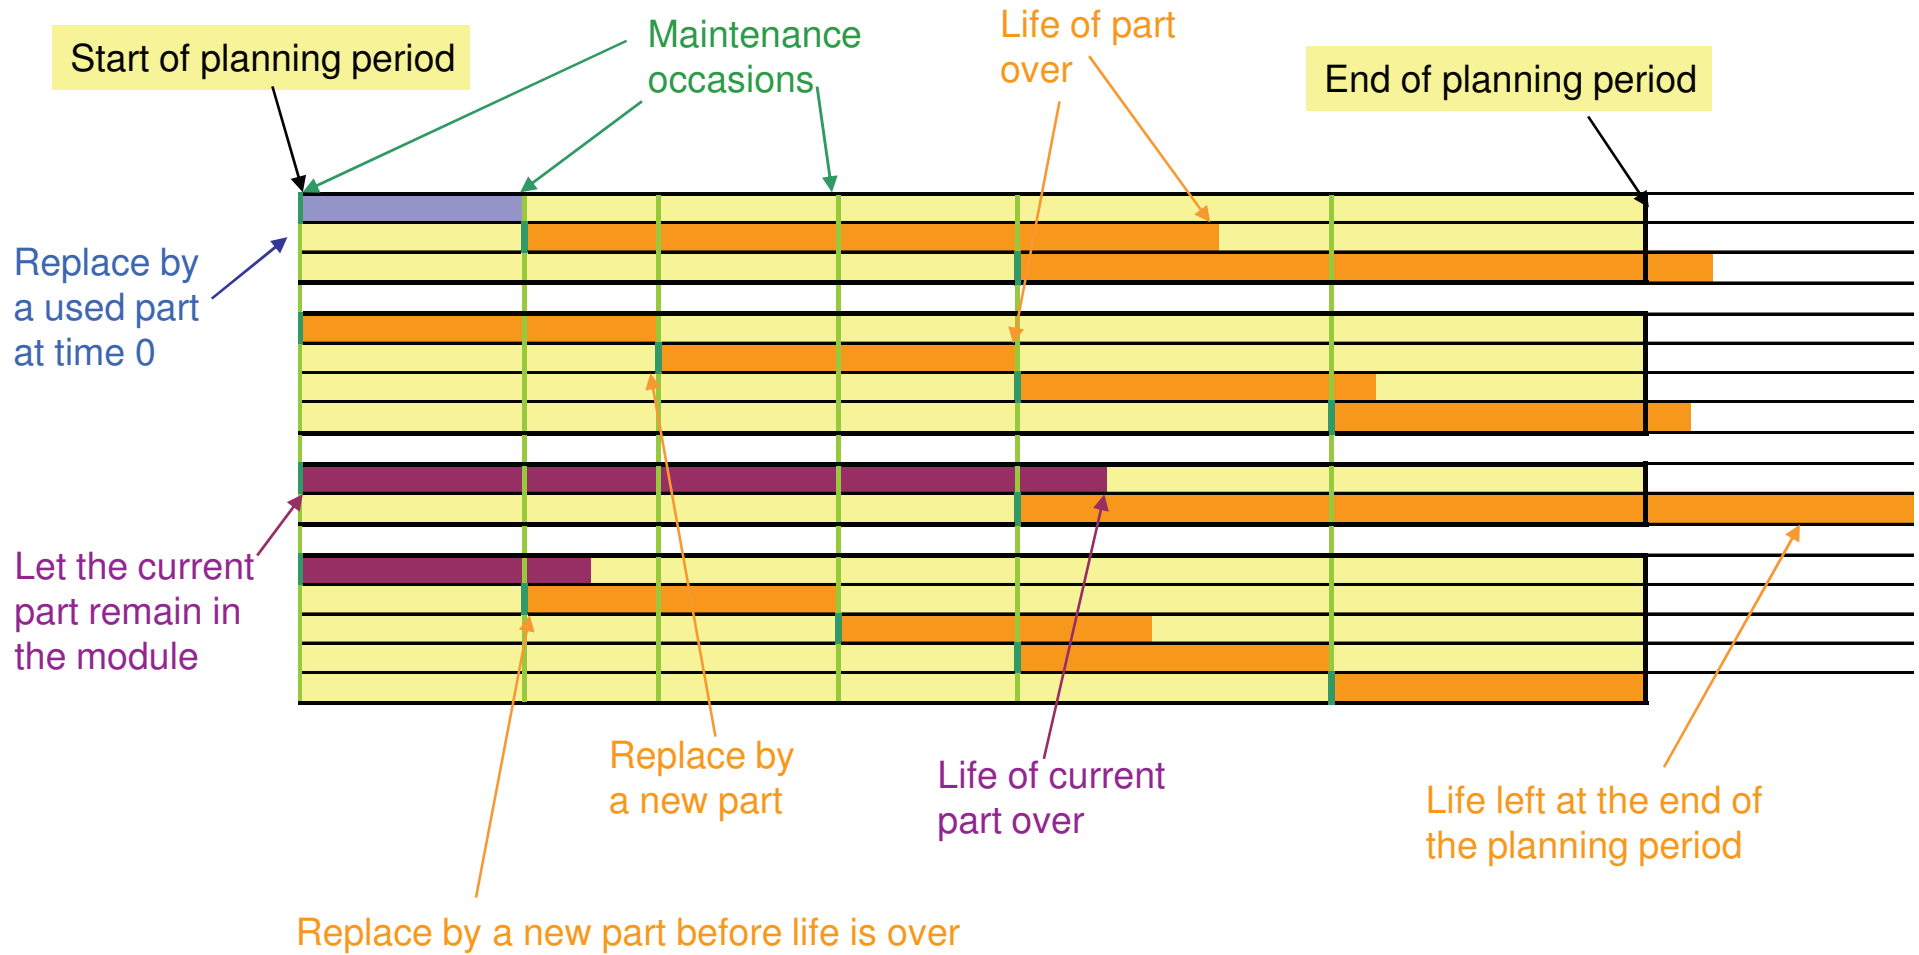 Start of planning period
Maintenance
occasions
Life of part
over
End of planning period
Replace by
a used part
at time 0
Let the current
part remain in
the module
Replace by
a new part
Life of current
part over
Life left at the end of
the planning period
Replace by a new part before life is over